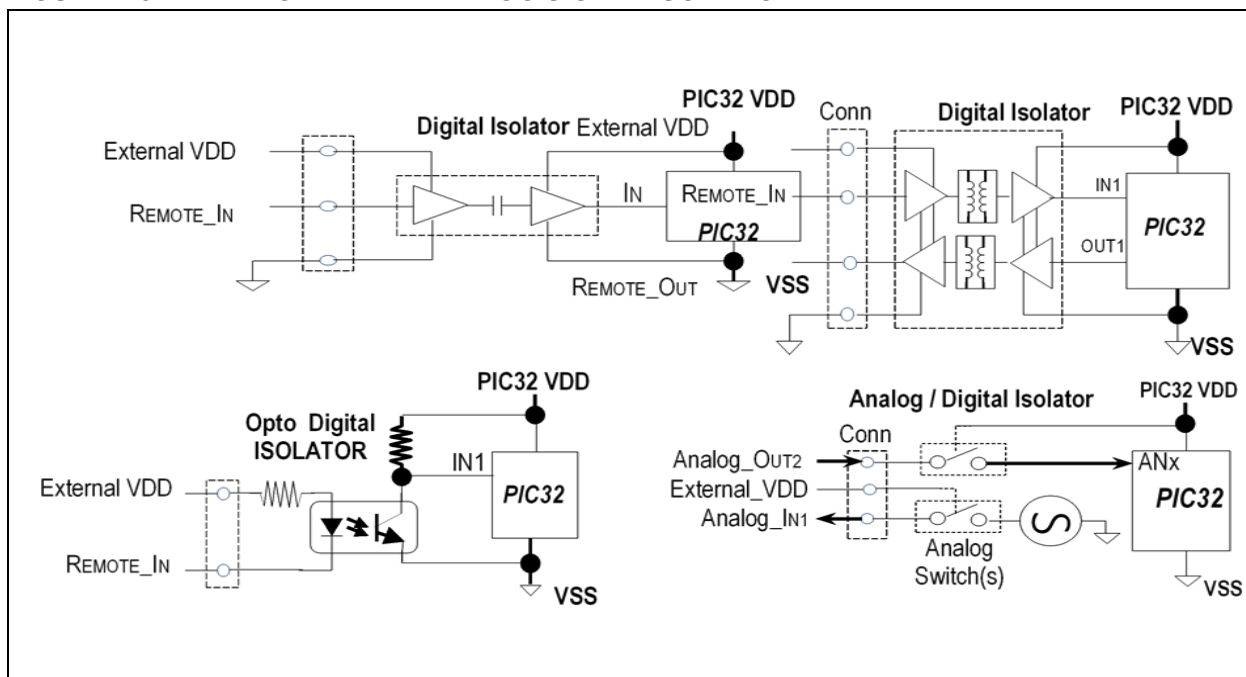 PIC32 VDD
Digital Isolator
External VDD
REMOTE_IN
IN
PIC32
External VDD
REMOTE_IN
REMOTE_OUT
VSS
Conn
Digital Isolator
PIC32 VDD
IN1
OUT1
PIC32
VSS
PIC32 VDD
Opto Digital
ISOLATOR
IN1
External VDD
PIC32
REMOTE_IN
VSS
PIC32 VDD
Analog / Digital Isolator
Conn
Analog_OUT2
ANx
External_VDD
PIC32
Analog_IN1
Analog
Switch(s)
VSS